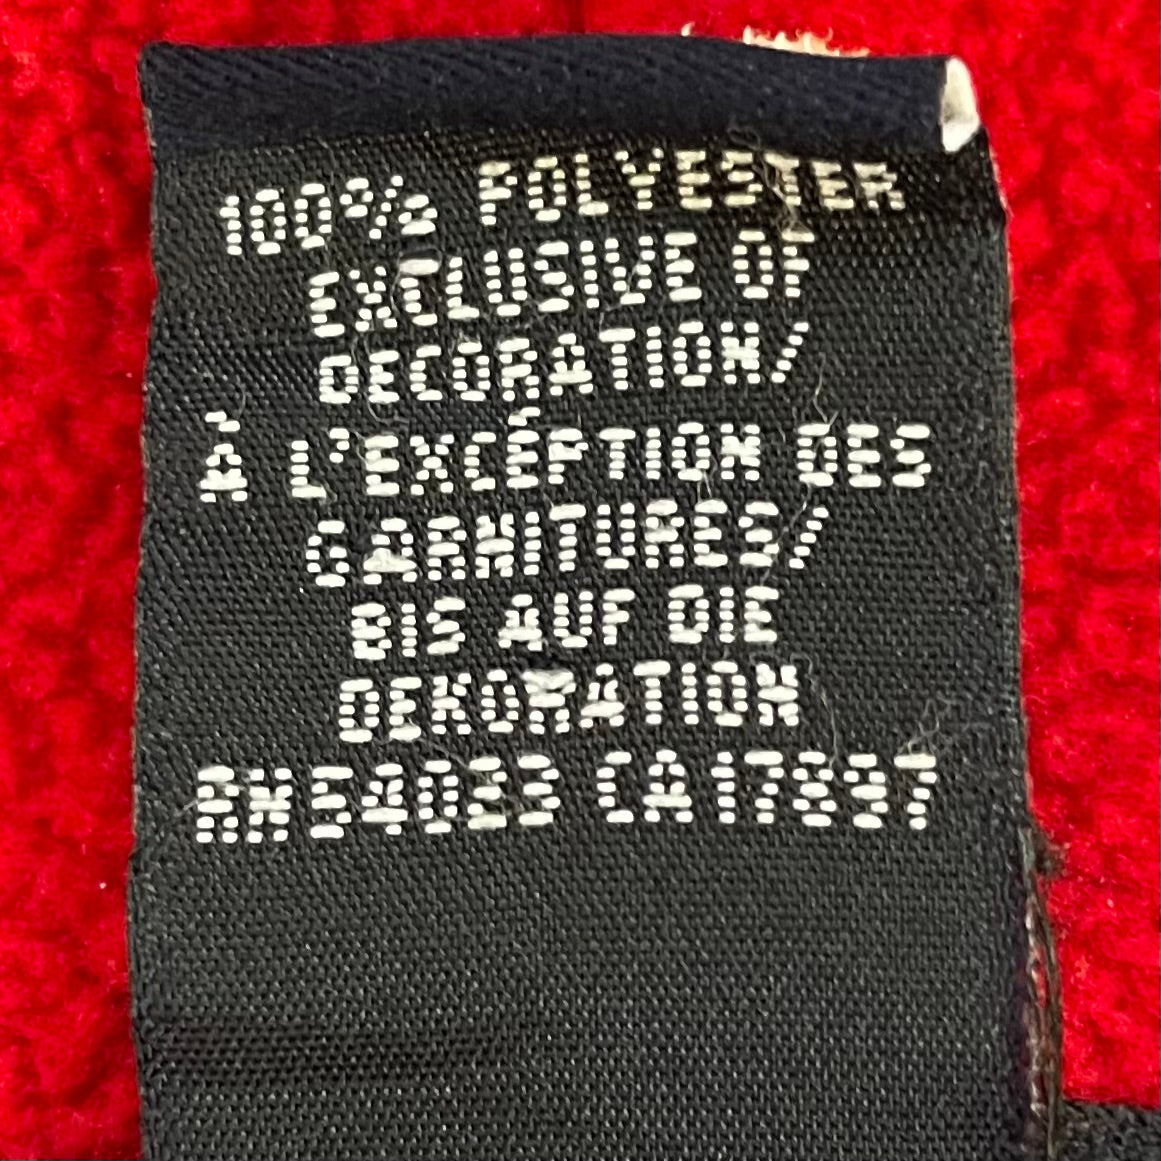 100% POLYESTER
EXCLUSIVE OF
DECORATION/
À L'EXCÉPTION DES
GARNITURES/
BIS AUF DIE
DEKORATION
RN54023 CA17897